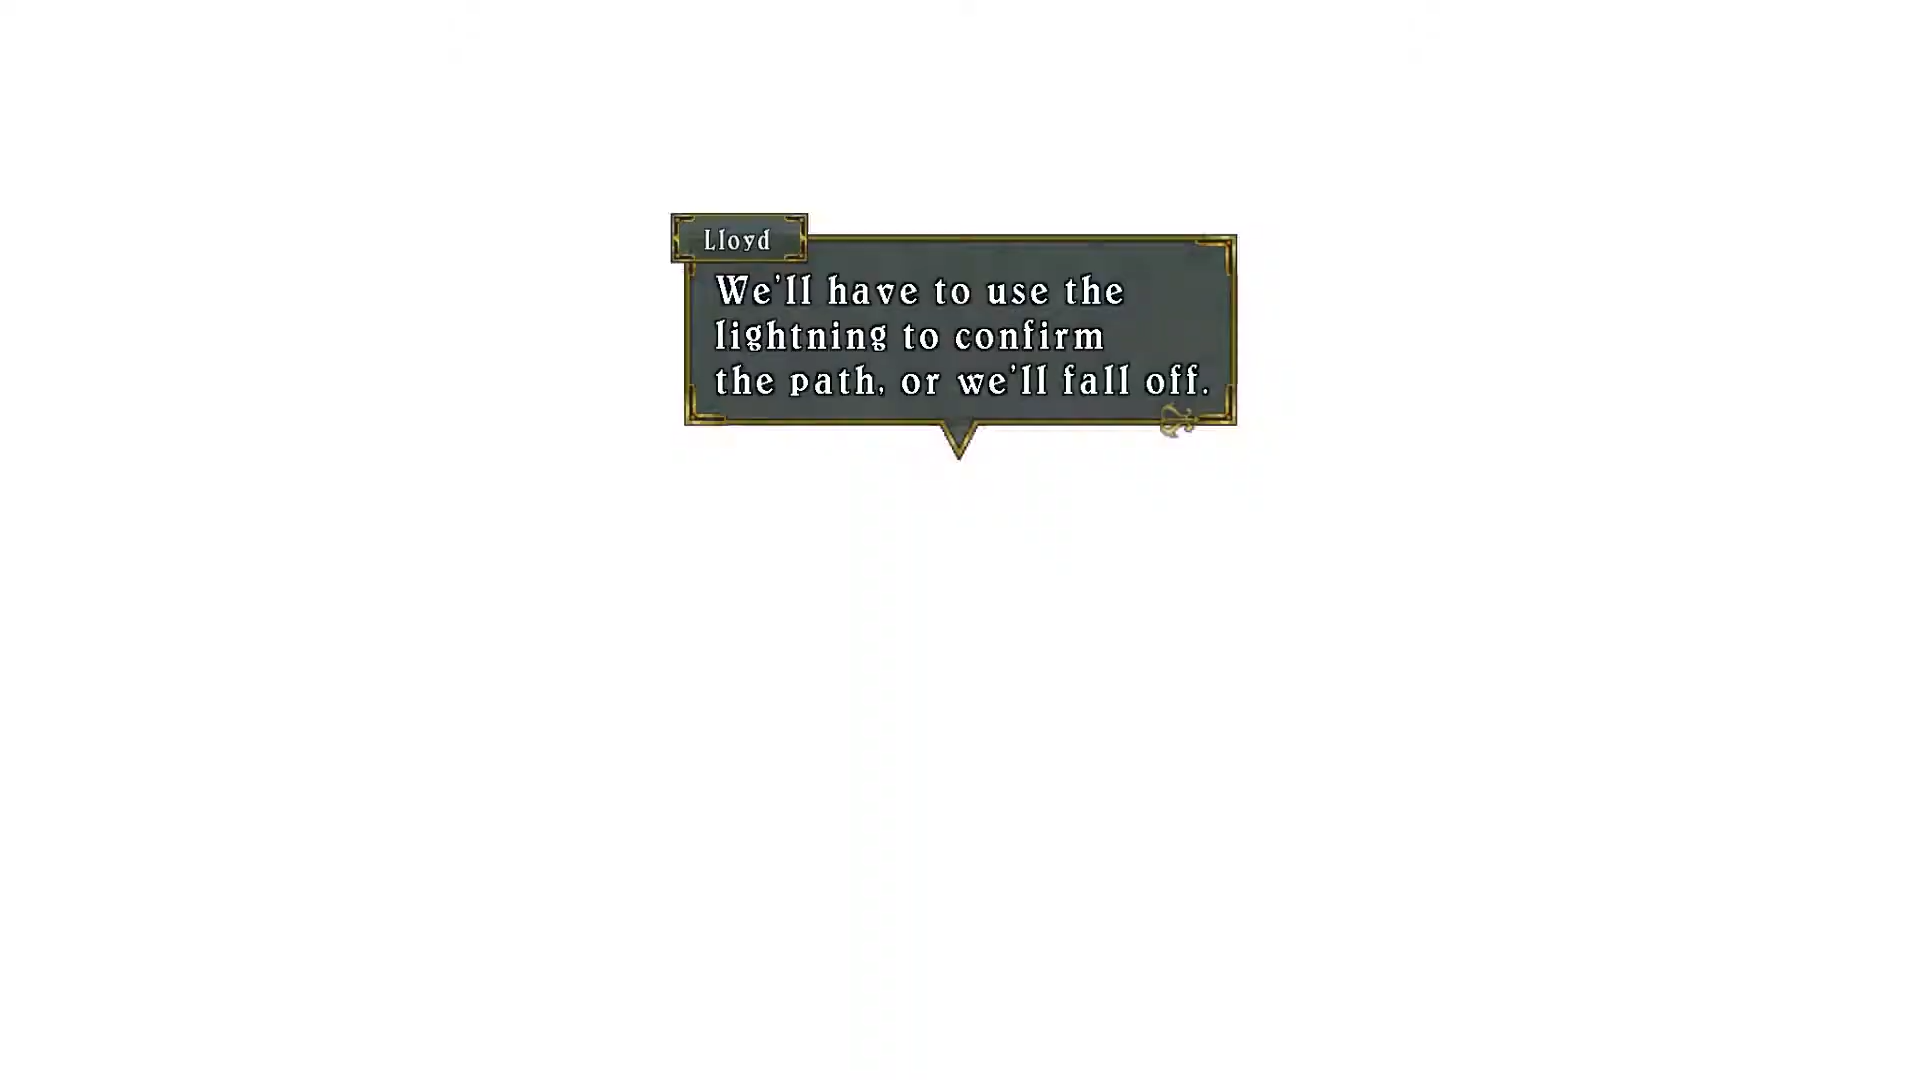 Lloyd
We'll have to use the
lightning to confirm
the path, or we'll fall off.